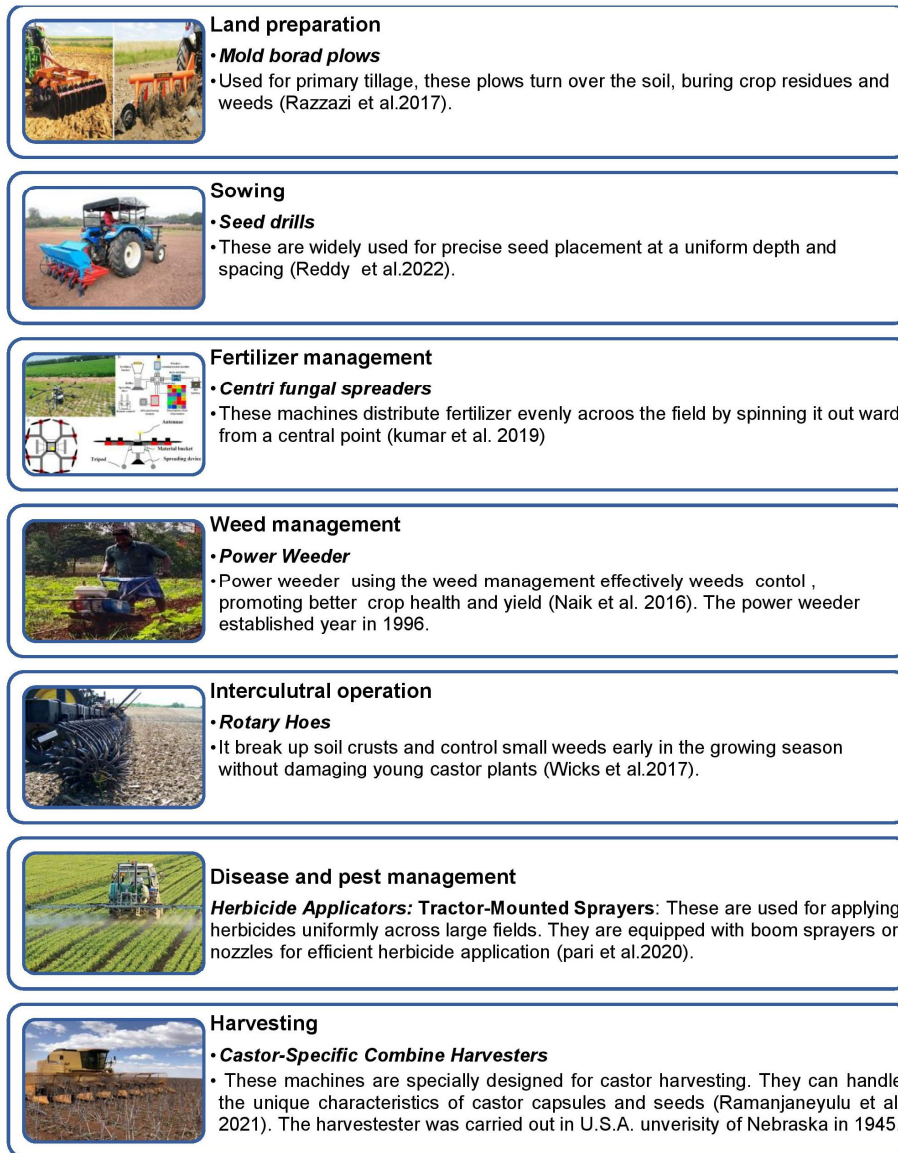 Land preparation
• Mold borad plows
• Used for primary tillage, these plows turn over the soil, buring crop residues and
weeds (Razzazi et al.2017).
Sowing
• Seed drills
• These are widely used for precise seed placement at a uniform depth and
spacing (Reddy et al.2022).
Fertilizer management
• Centri fungal spreaders
• These machines distribute fertilizer evenly acroos the field by spinning it out ward
from a central point (kumar et al. 2019)
Antennae
Material bucket
Tripod
Spreading device
Weed management
• Power Weeder
• Power weeder using the weed management effectively weeds contol ,
promoting better crop health and yield (Naik et al. 2016). The power weeder
established year in 1996.
Interculutral operation
• Rotary Hoes
• It break up soil crusts and control small weeds early in the growing season
without damaging young castor plants (Wicks et al.2017).
Disease and pest management
Herbicide Applicators: Tractor-Mounted Sprayers: These are used for applying
herbicides uniformly across large fields. They are equipped with boom sprayers or
nozzles for efficient herbicide application (pari et al.2020).
Harvesting
• Castor-Specific Combine Harvesters
• These machines are specially designed for castor harvesting. They can handle
the unique characteristics of castor capsules and seeds (Ramanjaneyulu et al
2021). The harvestester was carried out in U.S.A. unverisity of Nebraska in 1945.